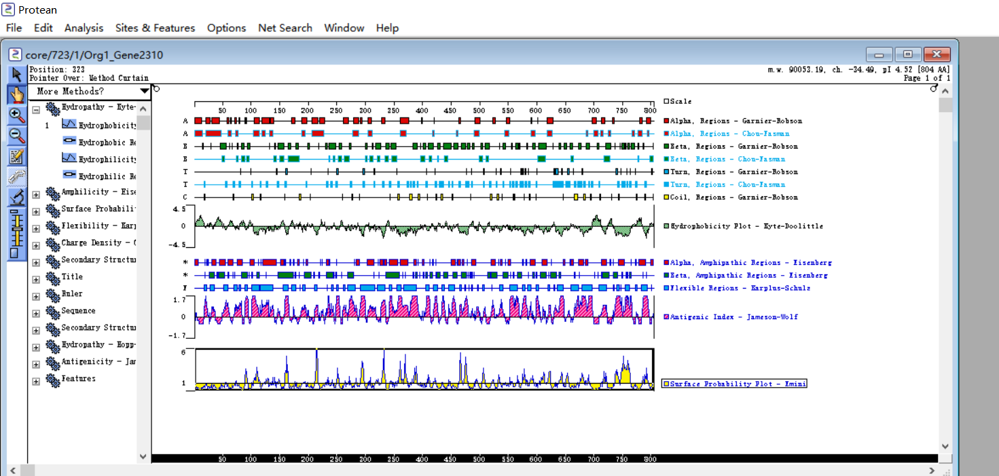 Protean
File Edit Analysis Sites & Features Options Net Search Window Help
core/723/1/Org1_Gene2310
Position: 323
Pointer Over: Method Curtain
m.w. 90053.19, ch. -34.49, pI 4.52 [804 AA]
Page 1 of 1
More Methods?
Hydropathy - Kyte-
1 Hydrophobicity
Hydrophobic Re
Hydrophilicity
Hydrophilic Re
Amphilicity - Eise
Surface Probabili
Flexibility - Karp
Charge Density - C
Secondary Structu
Title
Ruler
Sequence
Secondary Structu
Hydropathy - Hopp
Antigenicity - Jam
Features
50 100 150 200 250 300 350 400 450 500 550 600 650 700 750 800
Scale
A Alpha, Regions - Garnier-Robson
A Alpha, Regions - Chou-Fasman
B Beta, Regions - Garnier-Robson
B Beta, Regions - Chou-Fasman
T Turn, Regions - Garnier-Robson
T Turn, Regions - Chou-Fasman
C Coil, Regions - Garnier-Robson
4.5
0 Hydrophobicity Plot - Kyte-Doolittle
-4.5
* Alpha, Amphipathic Regions - Eisenberg
* Beta, Amphipathic Regions - Eisenberg
F Flexible Regions - Karplus-Schulz
1.7
0 Antigenic Index - Jameson-Wolf
-1.7
6
1 Surface Probability Plot - Emini
50 100 150 200 250 300 350 400 450 500 550 600 650 700 750 800